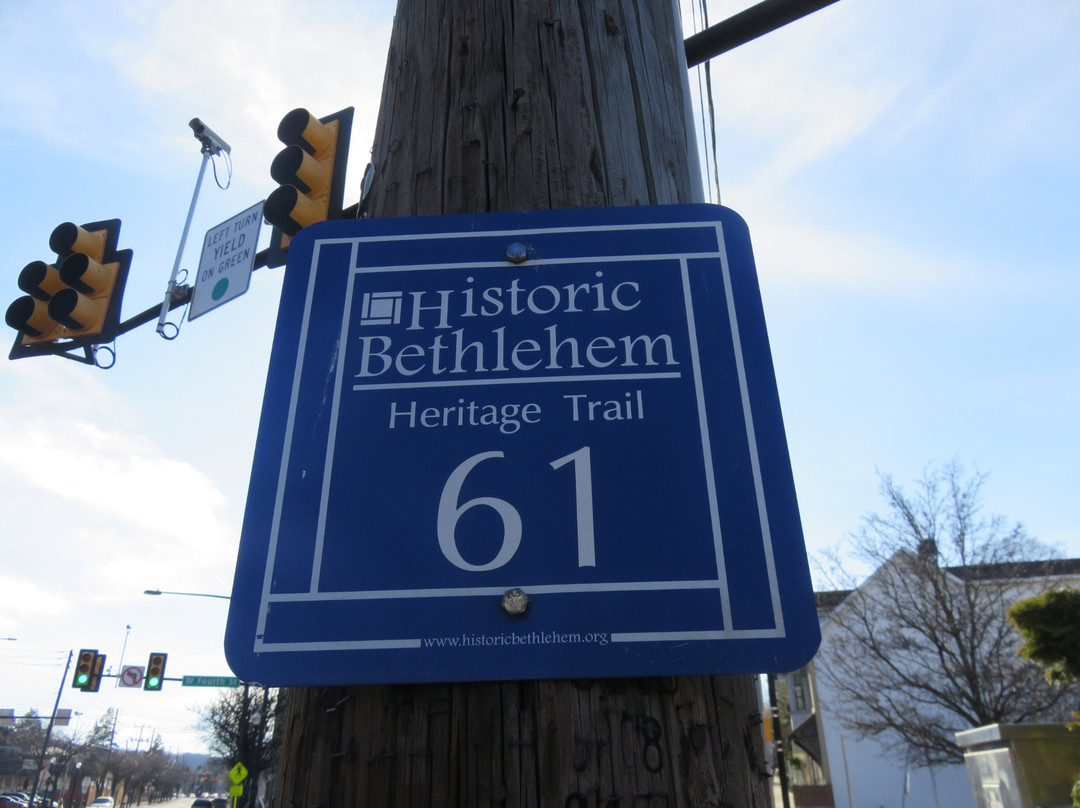 LEFT TURN
YIELD
ON GREEN
Historic
Bethlehem
Heritage Trail
61
www.historicbethlehem.org
W Fourth St